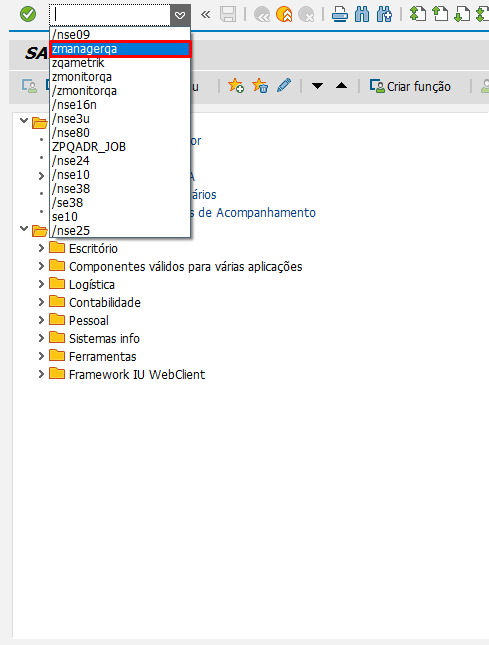 /nse09
zmanagerqa
SA
zqametrik
zmonitorqa
/zmonitorqa
u
Criar função
/nse16n
/nse3u
/nse80
or
ZPQADR_JOB
/nse24
/nse10
A
/nse38
ários
/se38
se10
s de Acompanhamento
/nse25
Escritório
Componentes válidos para várias aplicações
Logística
Contabilidade
Pessoal
Sistemas info
Ferramentas
Framework IU WebClient